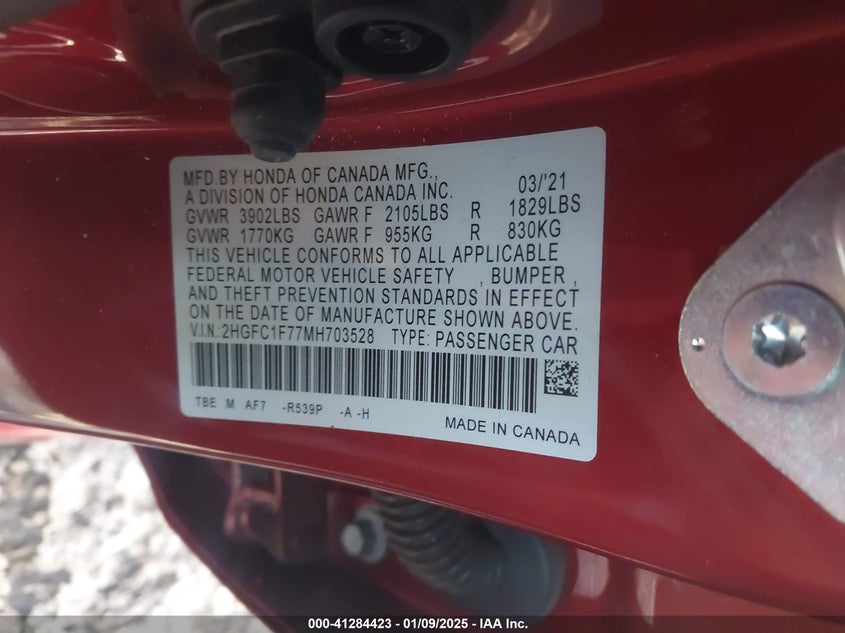 MFD.BY HONDA OF CANADA MFG.,
A DIVISION OF HONDA CANADA INC. 03/'21
GVWR 3902LBS GAWR F 2105LBS R 1829LBS
GVWR 1770KG GAWR F 955KG R 830KG
THIS VEHICLE CONFORMS TO ALL APPLICABLE
FEDERAL MOTOR VEHICLE SAFETY , BUMPER ,
AND THEFT PREVENTION STANDARDS IN EFFECT
ON THE DATE OF MANUFACTURE SHOWN ABOVE.
V.I.N.:2HGFC1F77MH703528 TYPE: PASSENGER CAR
TBE M AF7 -R539P -A -H
MADE IN CANADA
000-41284423 - 01/09/2025 - IAA Inc.